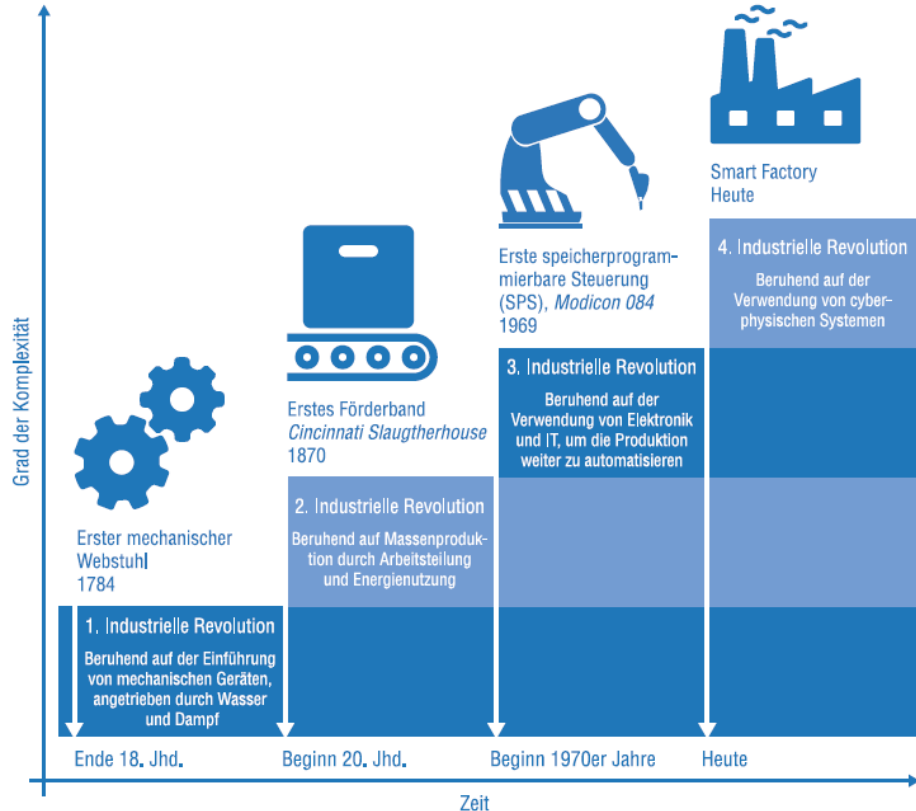 Smart Factory
Heute
4. Industrielle Revolution
Beruhend auf der
Verwendung von cyber-
physischen Systemen
Erste speicherprogram-
mierbare Steuerung
(SPS), Modicon 084
1969
3. Industrielle Revolution
Beruhend auf der
Verwendung von Elektronik
und IT, um die Produktion
weiter zu automatisieren
Erstes Förderband
Cincinnati Slaugtherhouse
1870
2. Industrielle Revolution
Beruhend auf Massenproduk-
tion durch Arbeitsteilung
und Energienutzung
Erster mechanischer
Webstuhl
1784
1. Industrielle Revolution
Beruhend auf der Einführung
von mechanischen Geräten,
angetrieben durch Wasser
und Dampf
Grad der Komplexität
Ende 18. Jhd.
Beginn 20. Jhd.
Beginn 1970er Jahre
Heute
Zeit